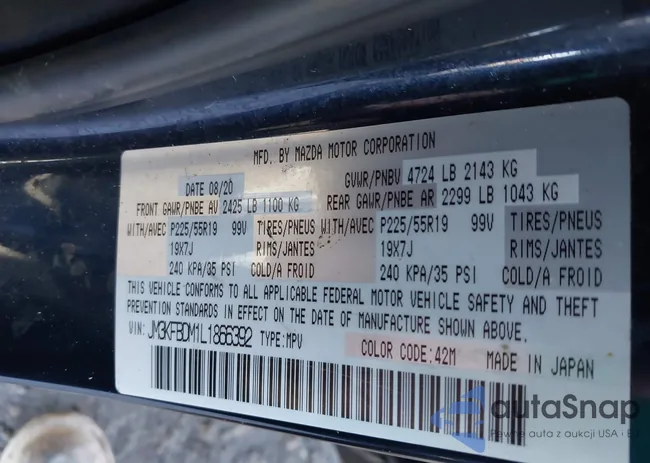 MFD. BY MAZDA MOTOR CORPORATION
DATE 08/20 GVWR/PNBV 4724 LB 2143 KG
FRONT GAWR/PNBE AV 2425 LB 1100 KG REAR GAWR/PNBE AR 2299 LB 1043 KG
WITH/AVEC P225/55R19 99V TIRES/PNEUS WITH/AVEC P225/55R19 99V TIRES/PNEUS
19X7J RIMS/JANTES 19X7J RIMS/JANTES
240 KPA/35 PSI COLD/A FROID 240 KPA/35 PSI COLD/A FROID
THIS VEHICLE CONFORMS TO ALL APPLICABLE FEDERAL MOTOR VEHICLE SAFETY AND THEFT
PREVENTION STANDARDS IN EFFECT ON THE DATE OF MANUFACTURE SHOWN ABOVE.
VIN: JM3KFBDM1L1866392 TYPE:MPV COLOR CODE:42M MADE IN JAPAN
autaSnap
Pewne auta z aukcji USA